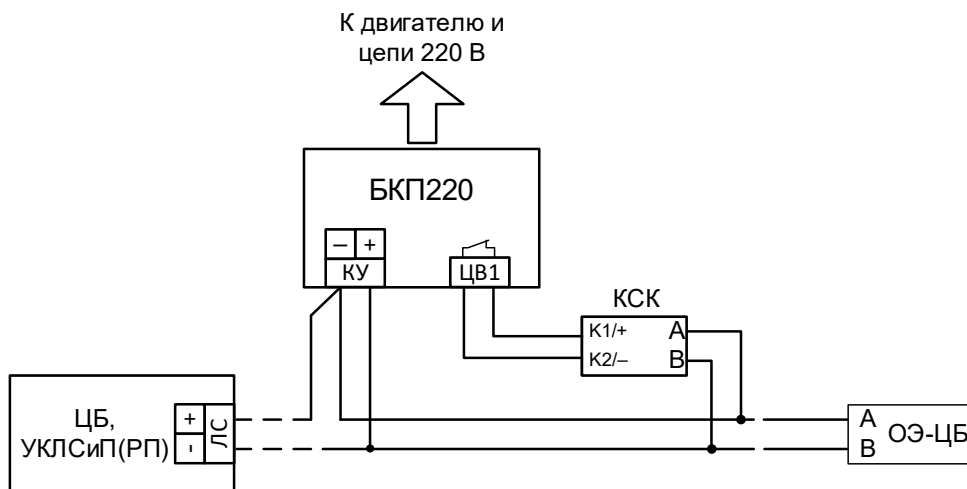 К двигателю и
цепи 220 В
БКП220
– +
КУ
ЦВ1
КСК
К1/+ А
К2/– В
ЦБ,
УКЛСиП(РП)
+
-
ЛС
А
В
ОЭ-ЦБ